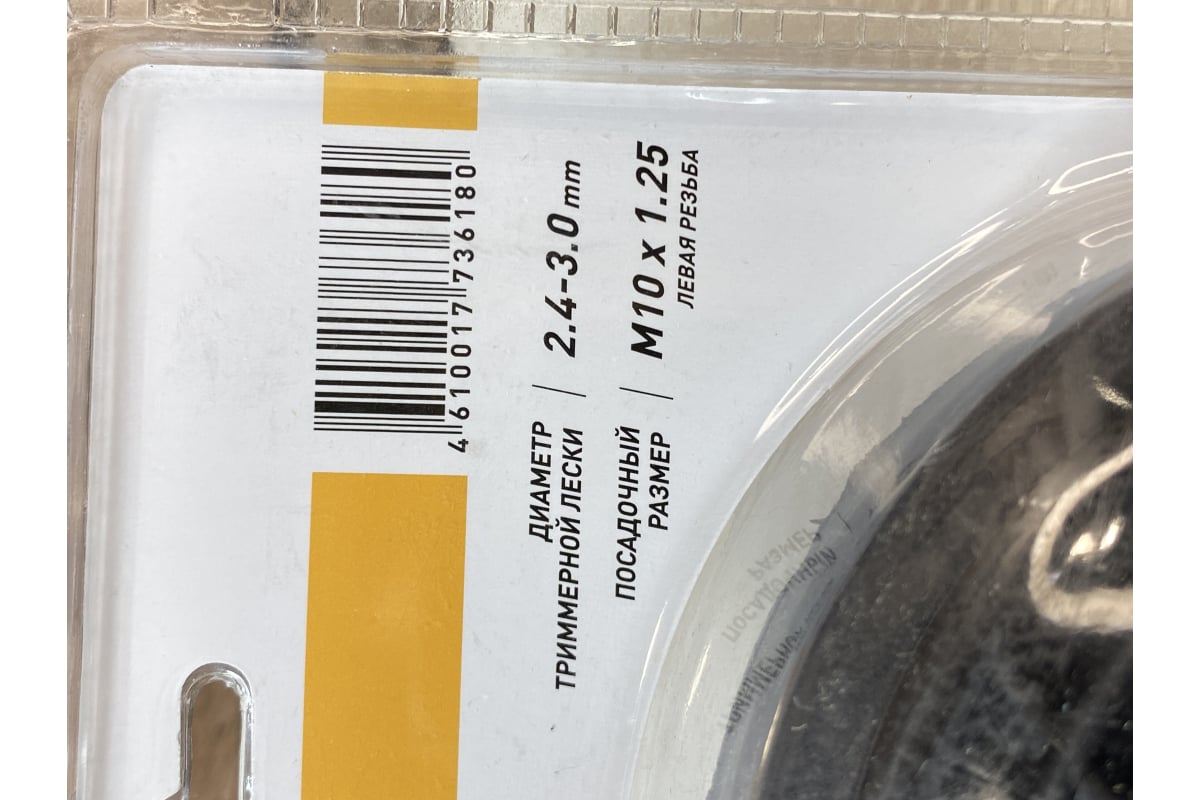 4 610017 736180
ДИАМЕТР
ТРИММЕРНОЙ ЛЕСКИ | 2.4-3.0 mm
ПОСАДОЧНЫЙ
РАЗМЕР | M10 x 1.25
ЛЕВАЯ РЕЗЬБА